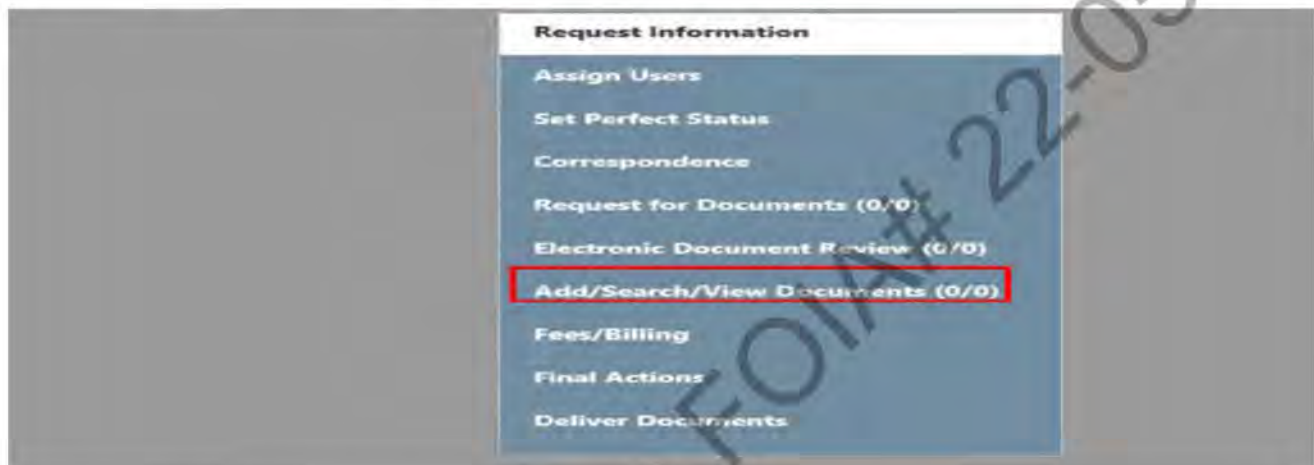 Request Information
Assign Users
Set Perfect Status
Correspondence
Request for Documents (0/0)
Electronic Document Review (0/0)
Add/Search/View Documents (0/0)
Fees/Billing
Final Actions
Deliver Documents
FOIA# 22-05